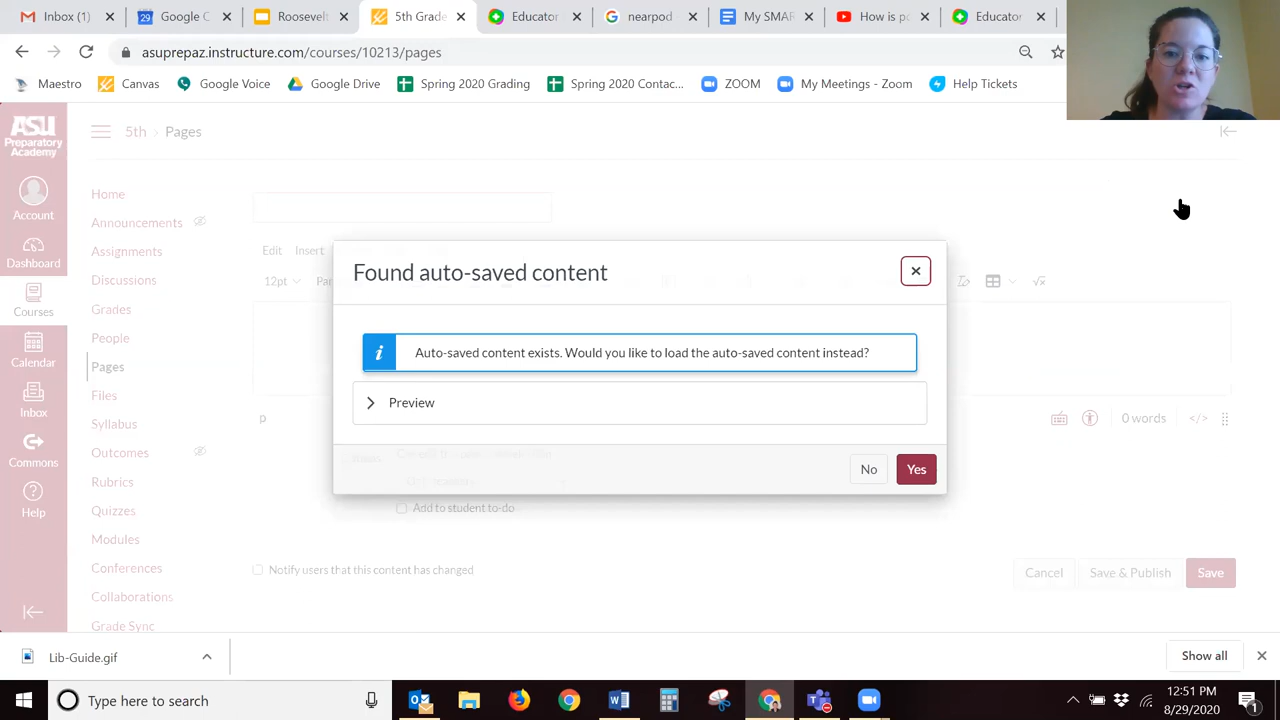 Inbox (1)
Google C
Roosevelt
5th Grade
Educator
nearpod
My SMAR
How is po
Educator
asuprepaz.instructure.com/courses/10213/pages
Maestro
Canvas
Google Voice
Google Drive
Spring 2020 Grading
Spring 2020 Contac...
ZOOM
My Meetings - Zoom
Help Tickets
ASU
Preparatory
Academy
5th > Pages
Account
Dashboard
Courses
Calendar
Inbox
Commons
Help
Home
Announcements
Assignments
Discussions
Grades
People
Pages
Files
Syllabus
Outcomes
Rubrics
Quizzes
Modules
Conferences
Collaborations
Grade Sync
Edit
Insert
12pt
Par
Found auto-saved content
Auto-saved content exists. Would you like to load the auto-saved content instead?
Preview
No
Yes
p
0 words
</>
Add to student to-do
Notify users that this content has changed
Cancel
Save & Publish
Save
Lib-Guide.gif
Show all
Type here to search
12:51 PM
8/29/2020
1